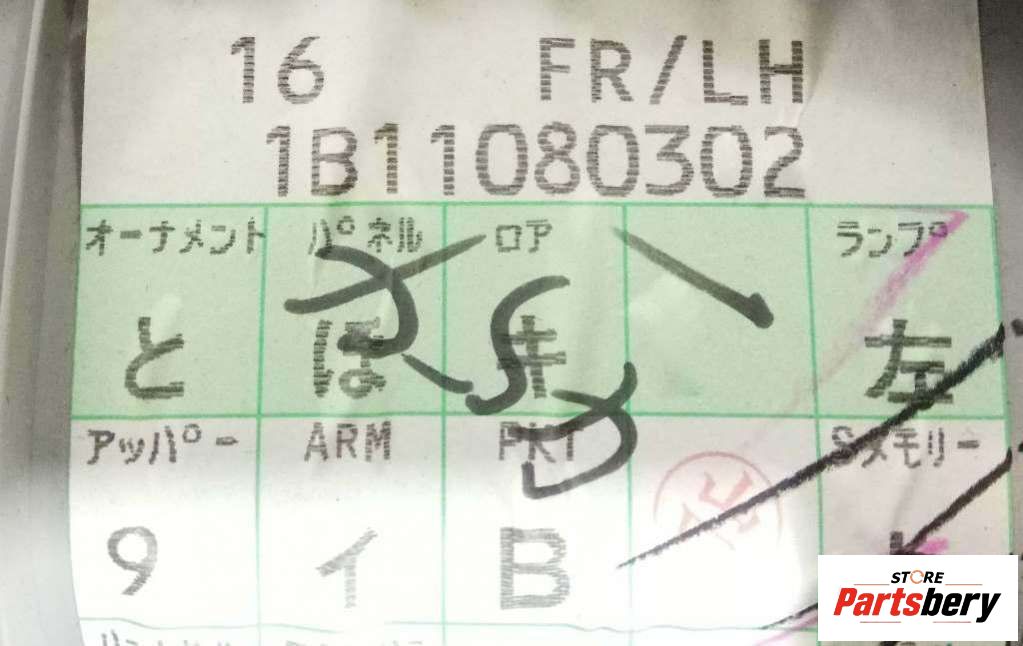 16 FR/LH
1B11080302
オーナメント パネル ロア ランプ
と ほ キ 左
アッパー ARM PKT Sメモリー
9 イ B
STORE
Partsbery